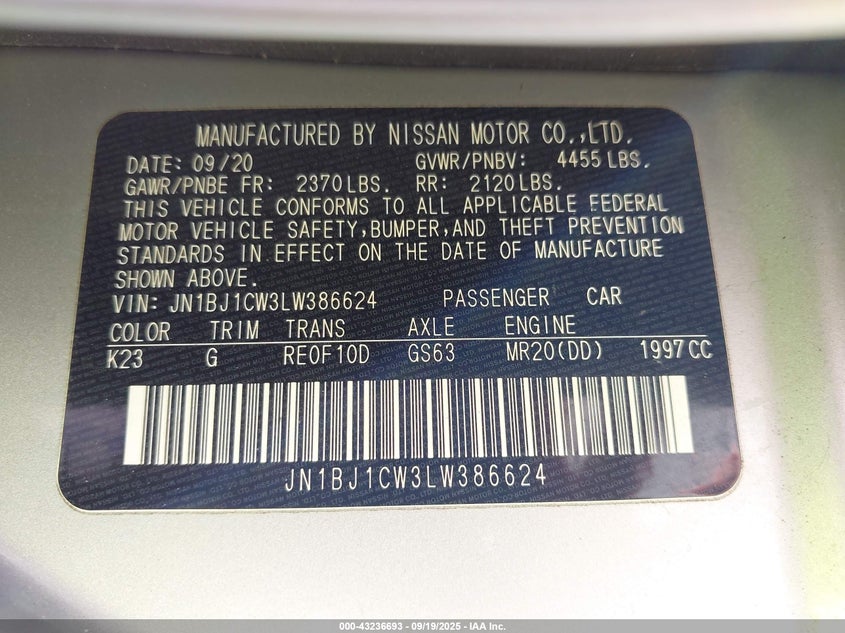 MANUFACTURED BY NISSAN MOTOR CO.,LTD.
DATE: 09/20 GVWR/PNBV: 4455 LBS.
GAWR/PNBE FR: 2370 LBS. RR: 2120 LBS.
THIS VEHICLE CONFORMS TO ALL APPLICABLE FEDERAL
MOTOR VEHICLE SAFETY, BUMPER, AND THEFT PREVENTION
STANDARDS IN EFFECT ON THE DATE OF MANUFACTURE
SHOWN ABOVE.
VIN: JN1BJ1CW3LW386624 PASSENGER CAR
COLOR TRIM TRANS AXLE ENGINE
K23 G RE0F10D GS63 MR20(DD) 1997 CC
JN1BJ1CW3LW386624
000-43236693 - 09/19/2025 - IAA Inc.